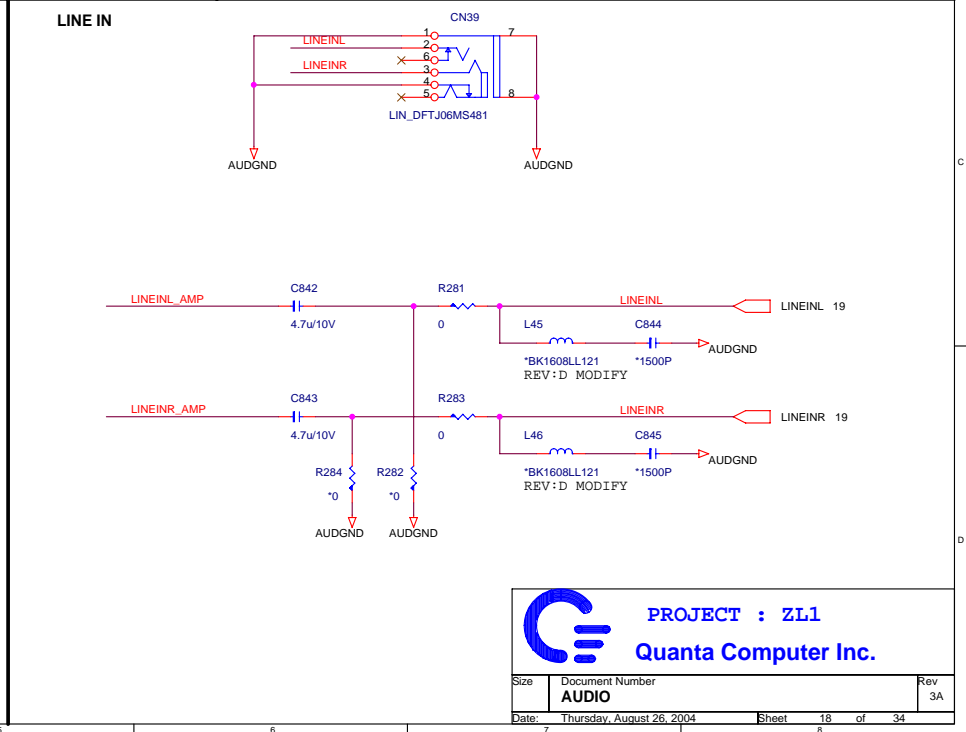 LINE IN
CN39
1
7
LINEINL
2
6
LINEINR
3
4
5
8
LIN_DFTJ06MS481
AUDGND
AUDGND
C
C842
R281
LINEINL_AMP
LINEINL
LINEINL 19
4.7u/10V
0
L45
C844
AUDGND
*BK1608LL121
*1500P
REV:D MODIFY
C843
R283
LINEINR_AMP
LINEINR
LINEINR 19
4.7u/10V
0
L46
C845
AUDGND
R284
R282
*BK1608LL121
*1500P
REV:D MODIFY
*0
*0
AUDGND
AUDGND
D
PROJECT : ZL1
Quanta Computer Inc.
Size
Document Number
Rev
AUDIO
3A
Date:
Thursday, August 26, 2004
Sheet 18 of 34
6
7
8